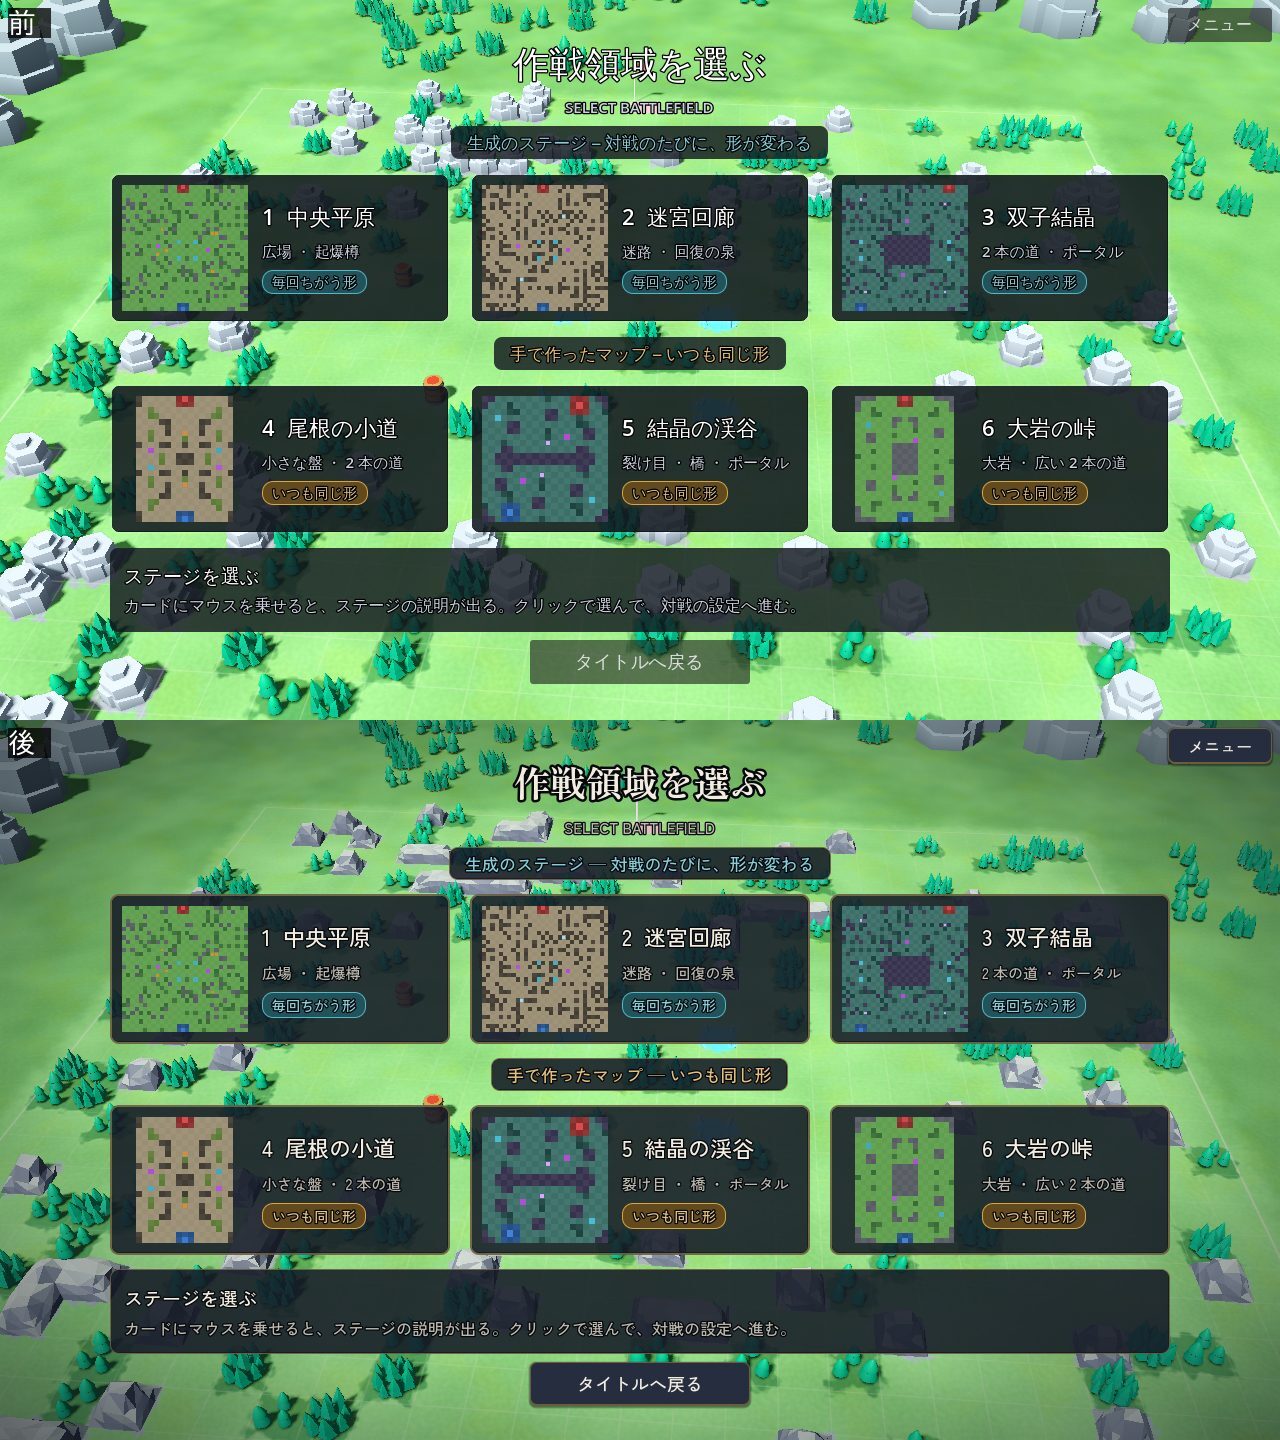 前
メニュー
作戦領域を選ぶ
SELECT BATTLEFIELD
生成のステージ – 対戦のたびに、形が変わる
1 中央平原
広場 ・ 起爆樽
毎回ちがう形
2 迷宮回廊
迷路 ・ 回復の泉
毎回ちがう形
3 双子結晶
2 本の道 ・ ポータル
毎回ちがう形
手で作ったマップ – いつも同じ形
4 尾根の小道
小さな盤 ・ 2 本の道
いつも同じ形
5 結晶の渓谷
裂け目 ・ 橋 ・ ポータル
いつも同じ形
6 大岩の峠
大岩 ・ 広い 2 本の道
いつも同じ形
ステージを選ぶ
カードにマウスを乗せると、ステージの説明が出る。クリックで選んで、対戦の設定へ進む。
タイトルへ戻る
後
メニュー
作戦領域を選ぶ
SELECT BATTLEFIELD
生成のステージ — 対戦のたびに、形が変わる
1 中央平原
広場 ・ 起爆樽
毎回ちがう形
2 迷宮回廊
迷路 ・ 回復の泉
毎回ちがう形
3 双子結晶
2 本の道 ・ ポータル
毎回ちがう形
手で作ったマップ — いつも同じ形
4 尾根の小道
小さな盤 ・ 2 本の道
いつも同じ形
5 結晶の渓谷
裂け目 ・ 橋 ・ ポータル
いつも同じ形
6 大岩の峠
大岩 ・ 広い 2 本の道
いつも同じ形
ステージを選ぶ
カードにマウスを乗せると、ステージの説明が出る。クリックで選んで、対戦の設定へ進む。
タイトルへ戻る